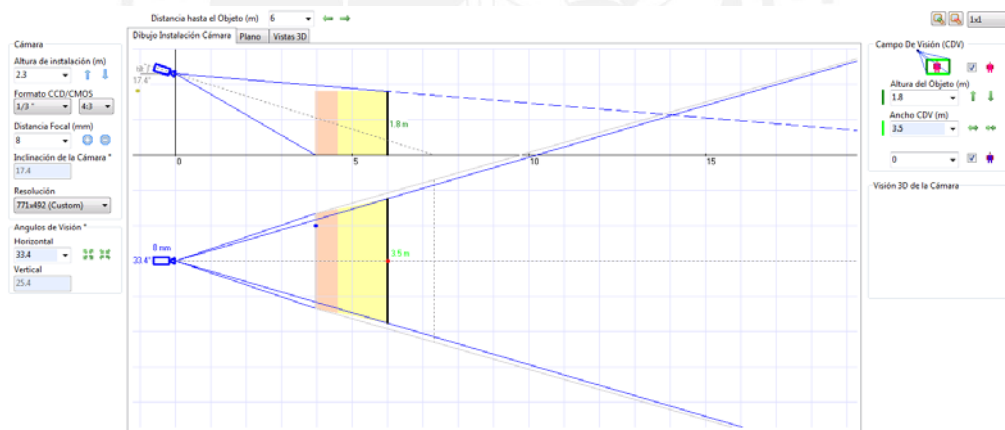 Distancia hasta el Objeto (m) 6
1x1
Dibujo Instalación Cámara Plano Vistas 3D
Cámara
Altura de instalación (m)
2.3
Formato CCD/CMOS
1/3 " 4:3
Distancia Focal (mm)
8
Inclinación de la Cámara °
17.4
Resolución
771x492 (Custom)
Angulos de Visión °
Horizontal
33.4
Vertical
25.4
17.4°
1.8 m
0 5 10 15
8 mm
33.4°
3.5 m
Campo De Visión (CDV)
Altura del Objeto (m)
1.8
Ancho CDV (m)
3.5
0
Visión 3D de la Cámara